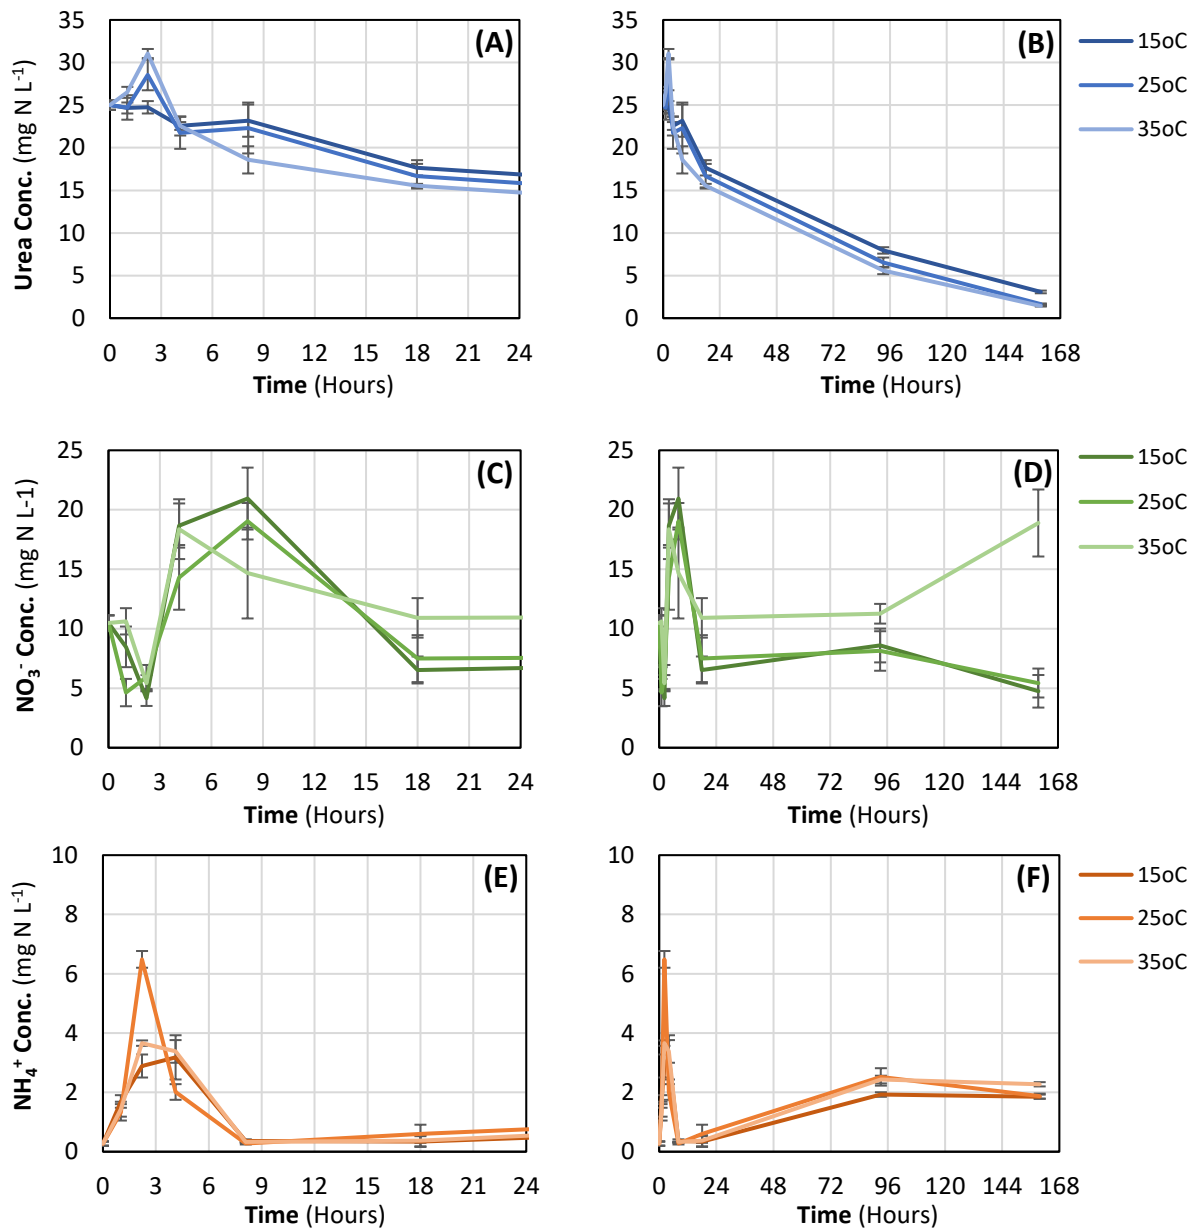 (A)
Urea Conc. (mg N L-1)
35
30
25
20
15
10
5
0
0 3 6 9 12 15 18 21 24
Time (Hours)
(B)
35
30
25
20
15
10
5
0
0 24 48 72 96 120 144 168
Time (Hours)
15oC
25oC
35oC
(C)
NO3- Conc. (mg N L-1)
25
20
15
10
5
0
0 3 6 9 12 15 18 21 24
Time (Hours)
(D)
25
20
15
10
5
0
0 24 48 72 96 120 144 168
Time (Hours)
15oC
25oC
35oC
(E)
NH4+ Conc. (mg N L-1)
10
8
6
4
2
0
0 3 6 9 12 15 18 21 24
Time (Hours)
(F)
10
8
6
4
2
0
0 24 48 72 96 120 144 168
Time (Hours)
15oC
25oC
35oC